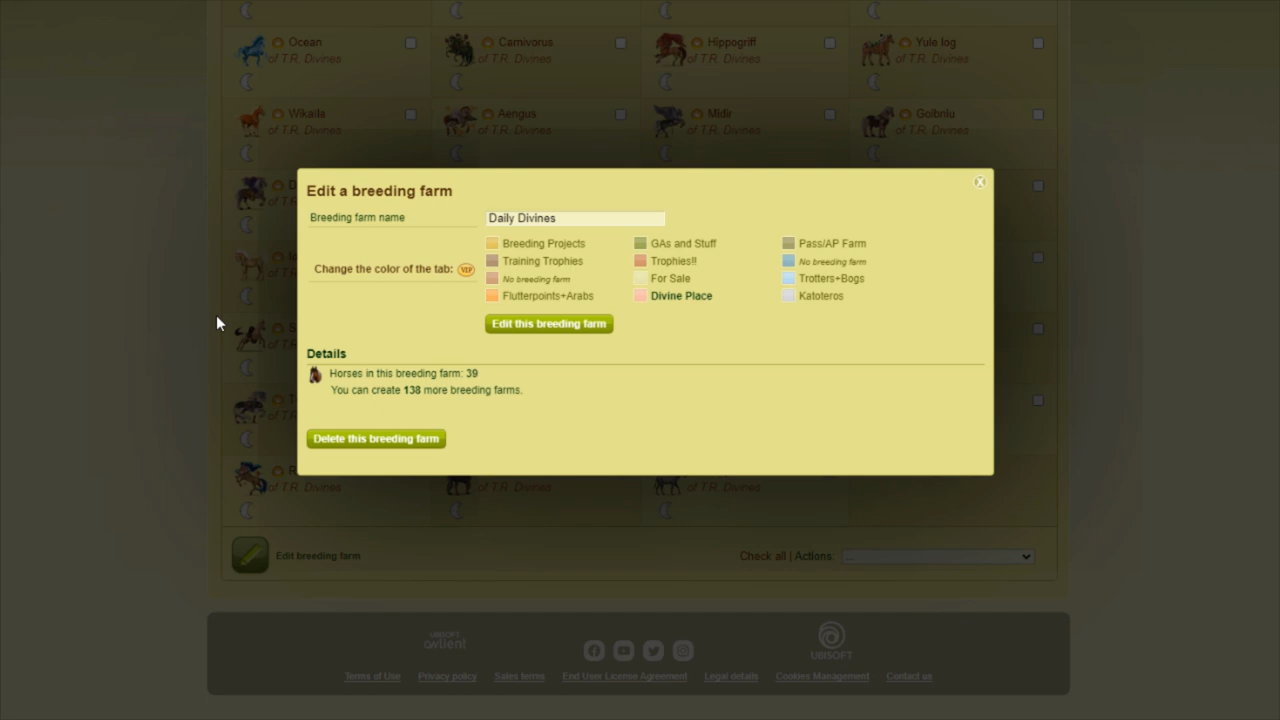 Ocean
of T.R. Divines
Carnivorus
of T.R. Divines
Hippogriff
of T.R. Divines
Yule log
of T.R. Divines
Wikaila
of T.R. Divines
Aengus
of T.R. Divines
Midir
of T.R. Divines
Goibniu
of T.R. Divines
Edit a breeding farm
Breeding farm name
Daily Divines
Change the color of the tab: VIP
Breeding Projects
GAs and Stuff
Pass/AP Farm
Training Trophies
Trophies!!
No breeding farm
No breeding farm
For Sale
Trotters+Bogs
Flutterpoints+Arabs
Divine Place
Katoteros
Edit this breeding farm
Details
Horses in this breeding farm: 39
You can create 138 more breeding farms.
Delete this breeding farm
of T.R. Divines
of T.R. Divines
of T.R. Divines
Edit breeding farm
Check all | Actions: ...
UBISOFT
owlient
UBISOFT
Terms of Use
Privacy policy
Sales terms
End User License Agreement
Legal details
Cookies Management
Contact us